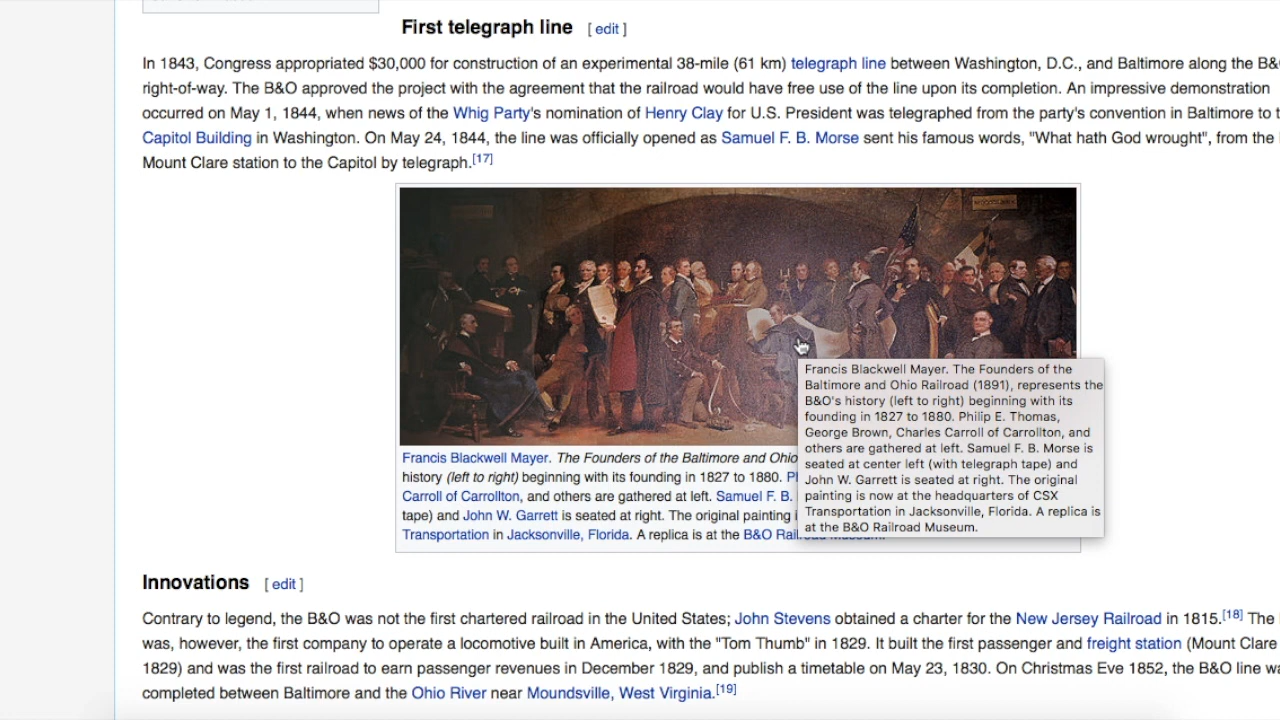 First telegraph line [ edit ]
In 1843, Congress appropriated $30,000 for construction of an experimental 38-mile (61 km) telegraph line between Washington, D.C., and Baltimore along the
right-of-way. The B&O approved the project with the agreement that the railroad would have free use of the line upon its completion. An impressive demonstration
occurred on May 1, 1844, when news of the Whig Party's nomination of Henry Clay for U.S. President was telegraphed from the party's convention in Baltimore to
Capitol Building in Washington. On May 24, 1844, the line was officially opened as Samuel F. B. Morse sent his famous words, "What hath God wrought", from the
Mount Clare station to the Capitol by telegraph.[17]
Francis Blackwell Mayer. The Founders of the Baltimore and Ohio
history (left to right) beginning with its founding in 1827 to 1880.
Carroll of Carrollton, and others are gathered at left. Samuel F. B.
tape) and John W. Garrett is seated at right. The original painting
Transportation in Jacksonville, Florida. A replica is at the B&O
Francis Blackwell Mayer. The Founders of the
Baltimore and Ohio Railroad (1891), represents the
B&O's history (left to right) beginning with its
founding in 1827 to 1880. Philip E. Thomas,
George Brown, Charles Carroll of Carrollton, and
others are gathered at left. Samuel F. B. Morse is
seated at center left (with telegraph tape) and
John W. Garrett is seated at right. The original
painting is now at the headquarters of CSX
Transportation in Jacksonville, Florida. A replica is
at the B&O Railroad Museum.
Innovations [ edit ]
Contrary to legend, the B&O was not the first chartered railroad in the United States; John Stevens obtained a charter for the New Jersey Railroad in 1815.[18] The
was, however, the first company to operate a locomotive built in America, with the "Tom Thumb" in 1829. It built the first passenger and freight station (Mount Clare
1829) and was the first railroad to earn passenger revenues in December 1829, and publish a timetable on May 23, 1830. On Christmas Eve 1852, the B&O line
completed between Baltimore and the Ohio River near Moundsville, West Virginia.[19]